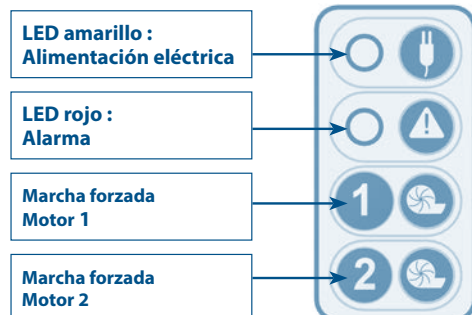 LED amarillo :
Alimentación eléctrica
LED rojo :
Alarma
Marcha forzada
Motor 1
1
Marcha forzada
Motor 2
2